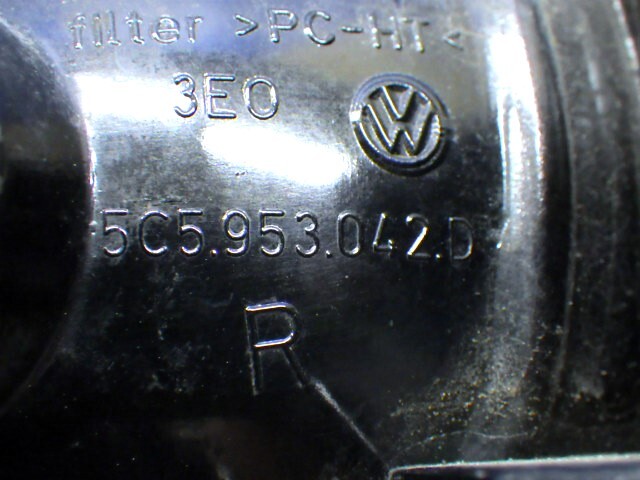 filter >PC-HT<
3E0
5C5.953.042.D
R